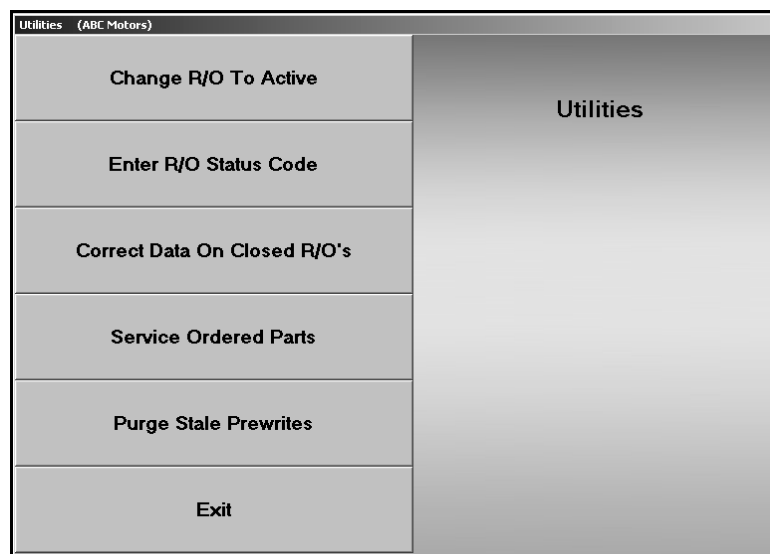 Utilities (ABC Motors)
Change R/O To Active
Utilities
Enter R/O Status Code
Correct Data On Closed R/O's
Service Ordered Parts
Purge Stale Prewrites
Exit